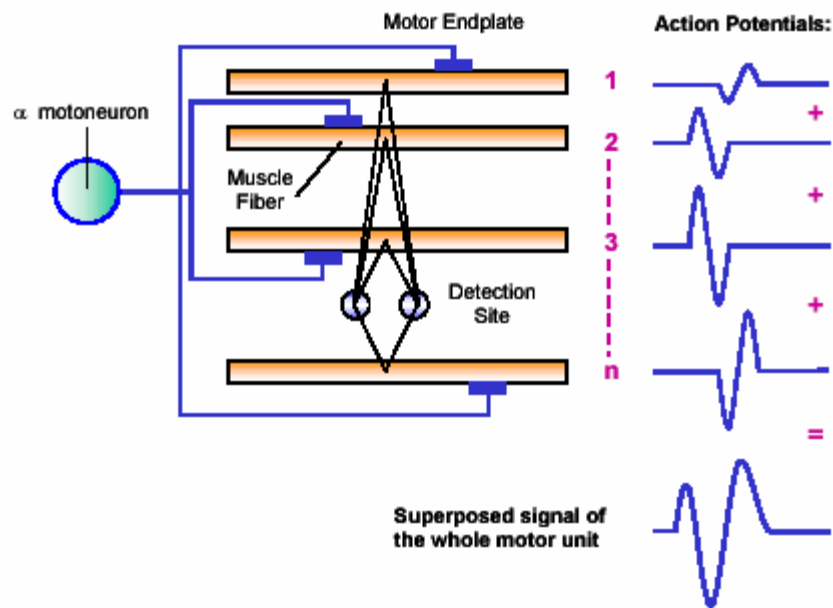 Motor Endplate
Action Potentials:
1
+
α motoneuron
2
Muscle
Fiber
+
3
Detection
Site
+
n
=
Superposed signal of
the whole motor unit